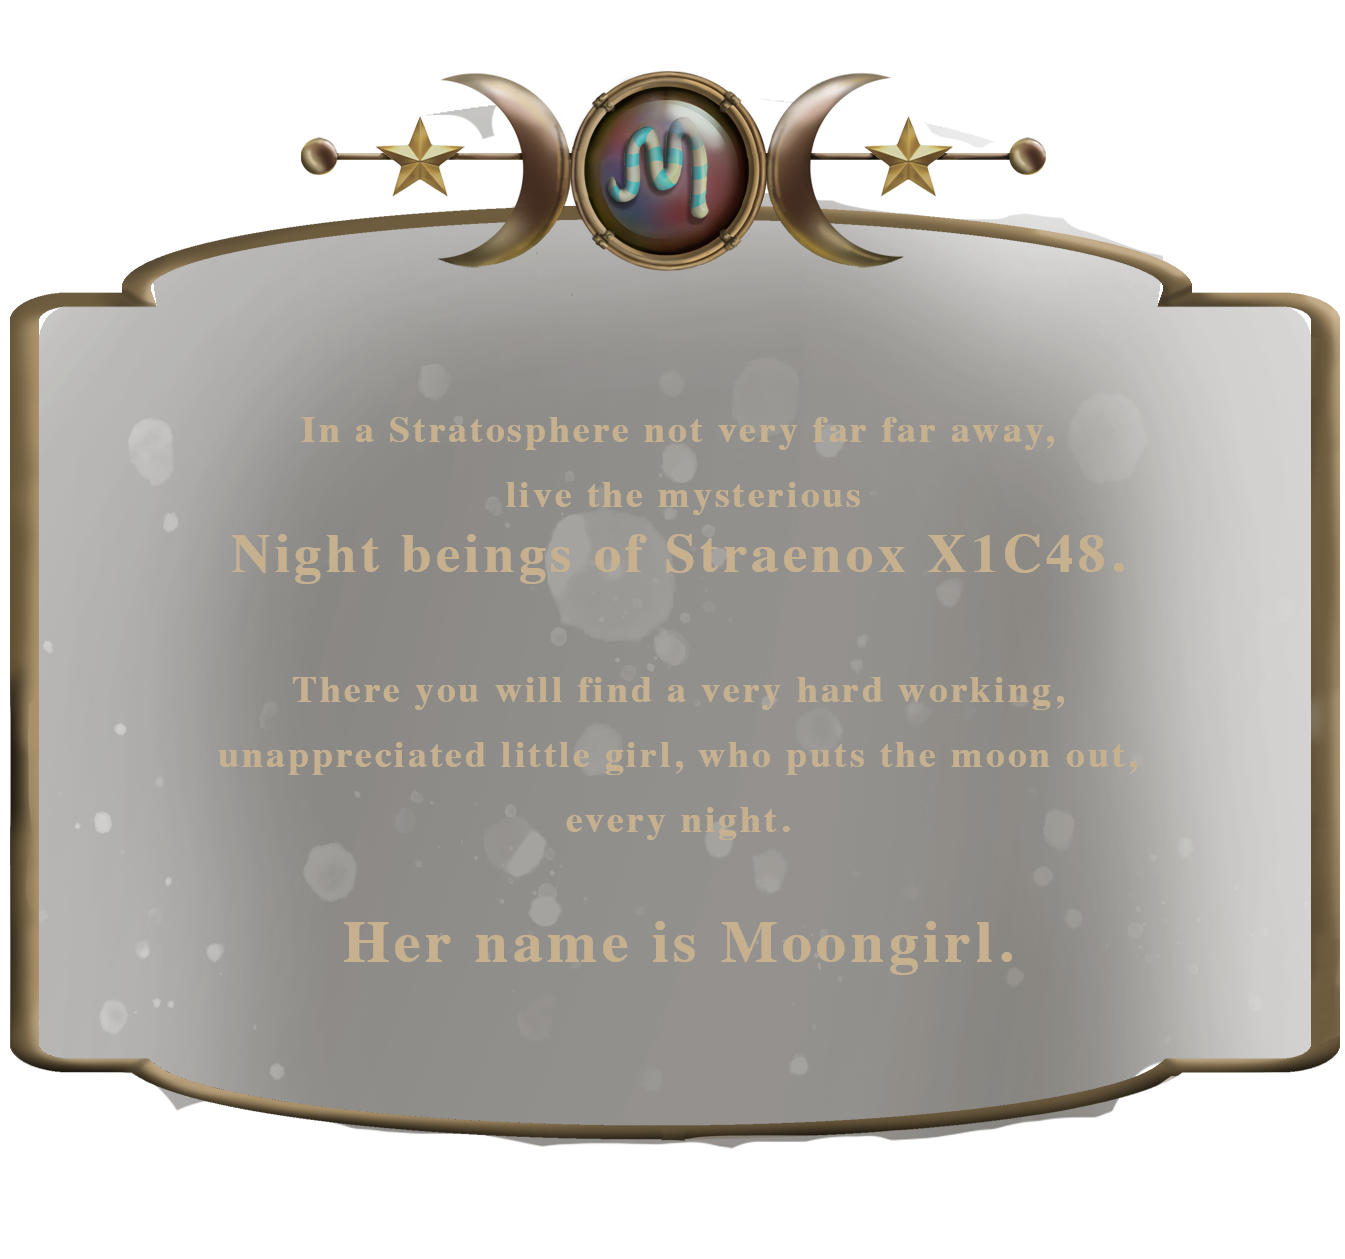 M
In a Stratosphere not very far far away,
live the mysterious
Night beings of Straenox X1C48.
There you will find a very hard working,
unappreciated little girl, who puts the moon out,
every night.
Her name is Moongirl.